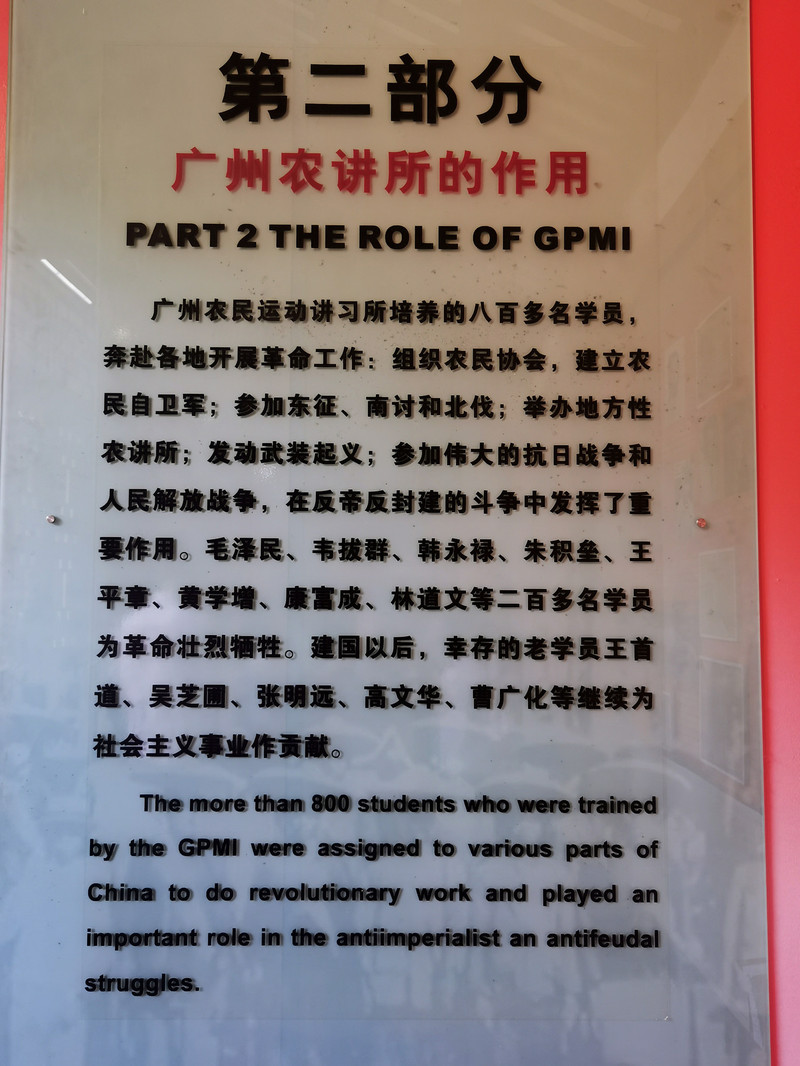 第二部分
广州农讲所的作用
PART 2 THE ROLE OF GPMI
广州农民运动讲习所培养的八百多名学员，
奔赴各地开展革命工作：组织农民协会，建立农
民自卫军；参加东征、南讨和北伐；举办地方性
农讲所；发动武装起义；参加伟大的抗日战争和
人民解放战争，在反帝反封建的斗争中发挥了重
要作用。毛泽民、韦拔群、韩永禄、朱积垒、王
平章、黄学增、康富成、林道文等二百多名学员
为革命壮烈牺牲。建国以后，幸存的老学员王首
道、吴芝圃、张明远、高文华、曹广化等继续为
社会主义事业作贡献。
The more than 800 students who were trained
by the GPMI were assigned to various parts of
China to do revolutionary work and played an
important role in the antiimperialist an antifeudal
struggles.